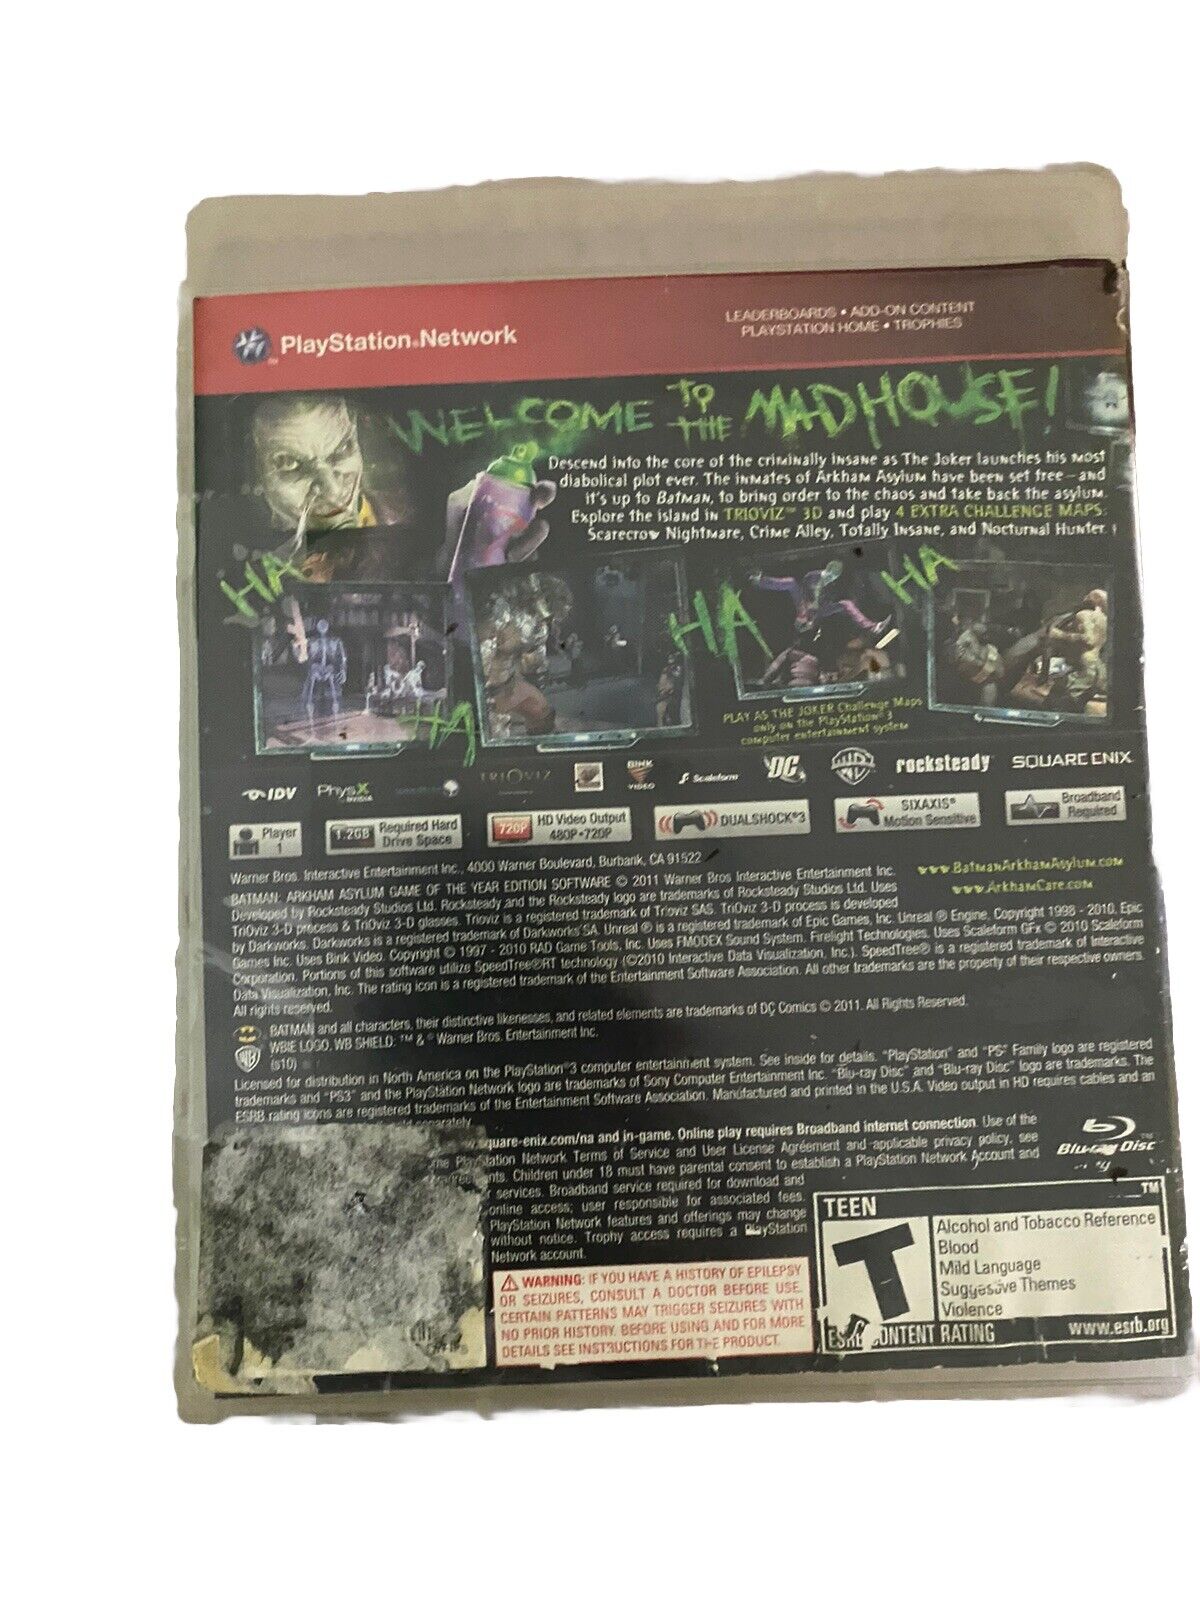 PlayStation®Network
LEADERBOARDS • ADD-ON CONTENT
PLAYSTATION HOME • TROPHIES
WELCOME TO THE MADHOUSE!
Descend into the core of the criminally insane as The Joker launches his most
diabolical plot ever. The inmates of Arkham Asylum have been set free—and
it's up to Batman, to bring order to the chaos and take back the asylum.
Explore the island in TRIOVIZ™ 3D and play 4 EXTRA CHALLENGE MAPS:
Scarecrow Nightmare, Crime Alley, Totally Insane, and Nocturnal Hunter.
HA
HA
HA
HA
PLAY AS THE JOKER Challenge Maps
only on the PlayStation®3
computer entertainment system
IDV
PhysX
NVIDIA
TRIOVIZ
BINK
VIDEO
Scaleform
DC
WB
rocksteady
SQUARE ENIX
Player
1
1.2GB Required Hard
Drive Space
720P HD Video Output
480P•720P
DUALSHOCK®3
SIXAXIS®
Motion Sensitive
Broadband
Required
Warner Bros. Interactive Entertainment Inc., 4000 Warner Boulevard, Burbank, CA 91522
www.BatmanArkhamAsylum.com
www.ArkhamCare.com
BATMAN: ARKHAM ASYLUM GAME OF THE YEAR EDITION SOFTWARE © 2011 Warner Bros Interactive Entertainment Inc.
Developed by Rocksteady Studios Ltd. Rocksteady and the Rocksteady logo are trademarks of Rocksteady Studios Ltd. Uses
TriOviz 3-D process & TriOviz 3-D glasses. Trioviz is a registered trademark of Trioviz SAS. TriOviz 3-D process is developed
by Darkworks. Darkworks is a registered trademark of Darkworks SA. Unreal ® is a registered trademark of Epic Games, Inc. Unreal ® Engine, Copyright 1998 - 2010, Epic
Games Inc. Uses Bink Video. Copyright © 1997 - 2010 RAD Game Tools, Inc. Uses FMODEX Sound System. Firelight Technologies. Uses Scaleform GFx © 2010 Scaleform
Corporation. Portions of this software utilize SpeedTree®RT technology (©2010 Interactive Data Visualization, Inc.). SpeedTree® is a registered trademark of Interactive
Data Visualization, Inc. The rating icon is a registered trademark of the Entertainment Software Association. All other trademarks are the property of their respective owners.
All rights reserved.
BATMAN and all characters, their distinctive likenesses, and related elements are trademarks of DC Comics © 2011. All Rights Reserved.
WBIE LOGO, WB SHIELD: ™ & © Warner Bros. Entertainment Inc.
(s10)
Licensed for distribution in North America on the PlayStation®3 computer entertainment system. See inside for details. "PlayStation" and "PS" Family logo are registered
trademarks and "PS3" and the PlayStation Network logo are trademarks of Sony Computer Entertainment Inc. "Blu-ray Disc" and "Blu-ray Disc" logo are trademarks. The
ESRB rating icons are registered trademarks of the Entertainment Software Association. Manufactured and printed in the U.S.A. Video output in HD requires cables and an
separately.
square-enix.com/na and in-game. Online play requires Broadband internet connection. Use of the
PlayStation Network Terms of Service and User License Agreement and applicable privacy policy, see
Children under 18 must have parental consent to establish a PlayStation Network Account and
services. Broadband service required for download and
online access; user responsible for associated fees.
PlayStation Network features and offerings may change
without notice. Trophy access requires a PlayStation
Network account.
Blu-ray Disc™
WARNING: IF YOU HAVE A HISTORY OF EPILEPSY
OR SEIZURES, CONSULT A DOCTOR BEFORE USE.
CERTAIN PATTERNS MAY TRIGGER SEIZURES WITH
NO PRIOR HISTORY. BEFORE USING AND FOR MORE
DETAILS SEE INSTRUCTIONS FOR THE PRODUCT.
TEEN
T
™
Alcohol and Tobacco Reference
Blood
Mild Language
Suggestive Themes
Violence
ESRB CONTENT RATING
www.esrb.org